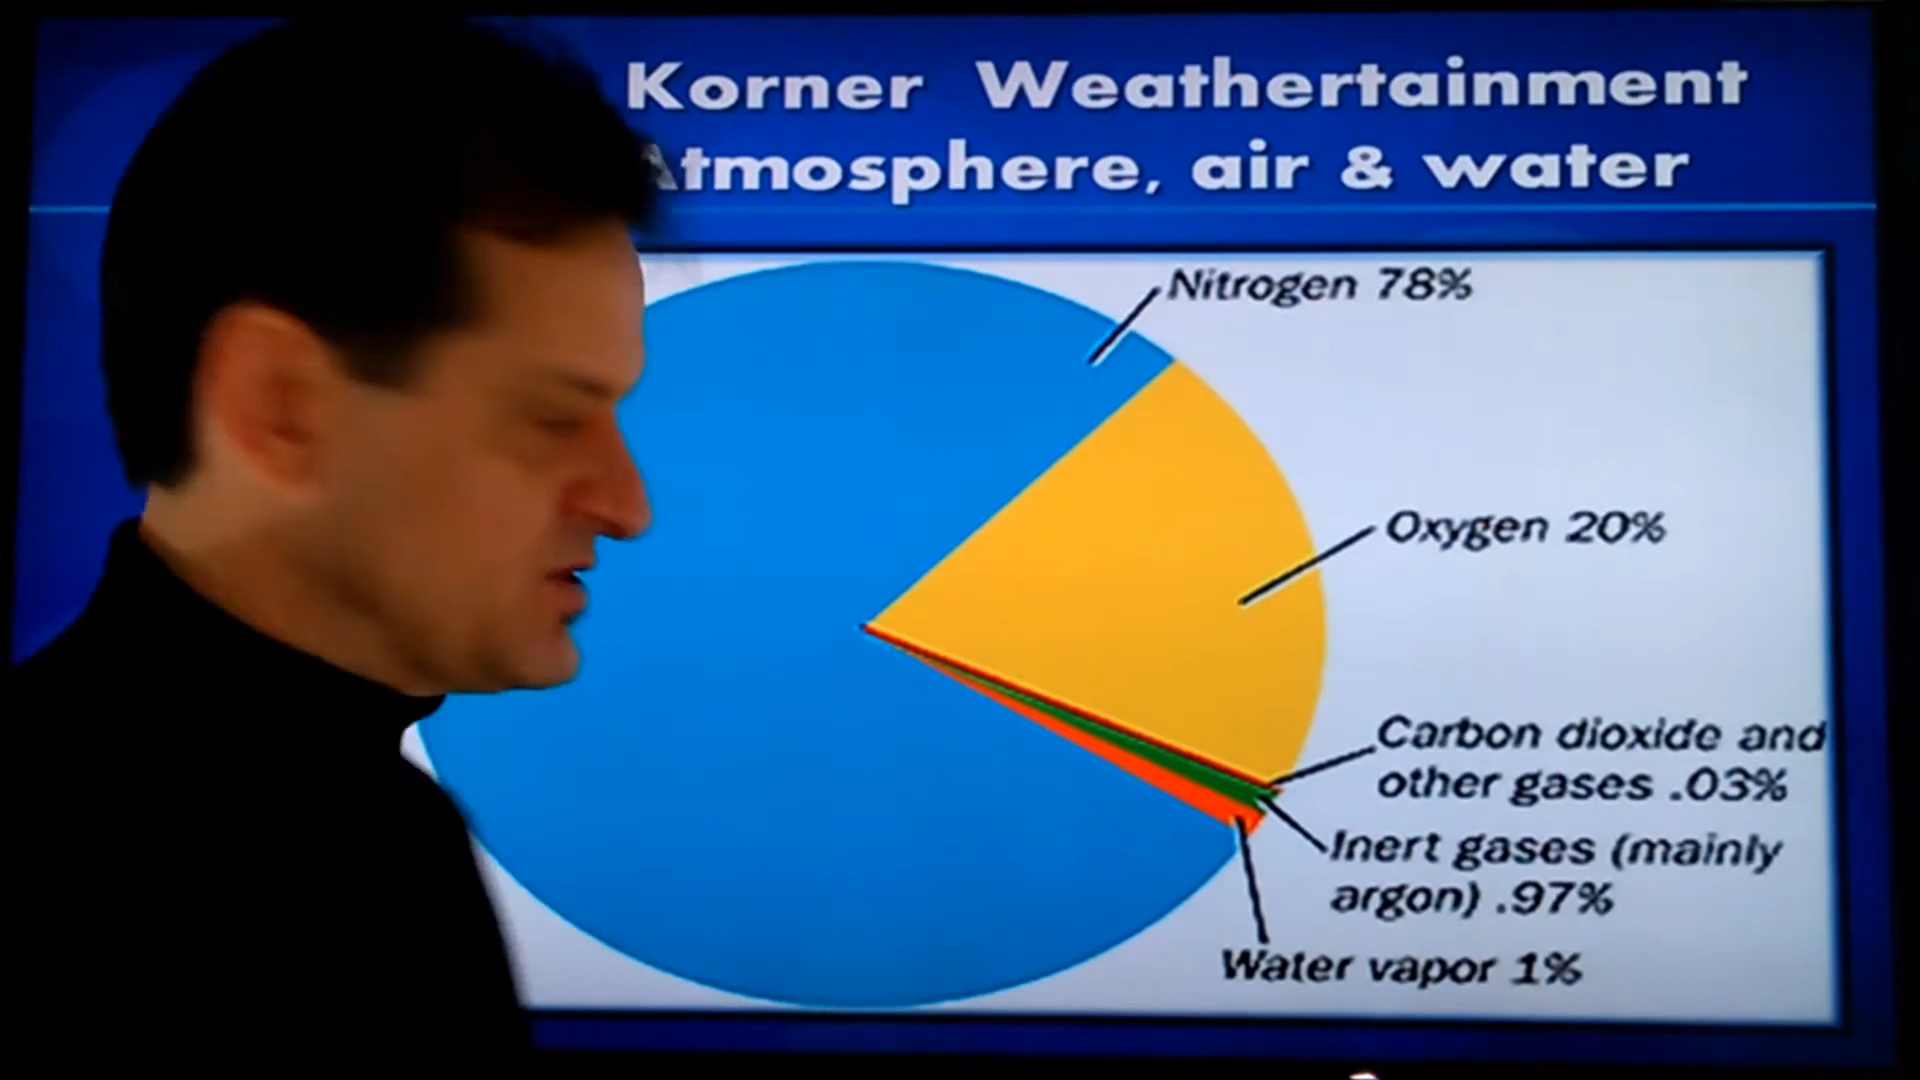 Korner Weathertainment
Atmosphere, air & water
Nitrogen 78%
Oxygen 20%
Carbon dioxide and
other gases .03%
Inert gases (mainly
argon) .97%
Water vapor 1%